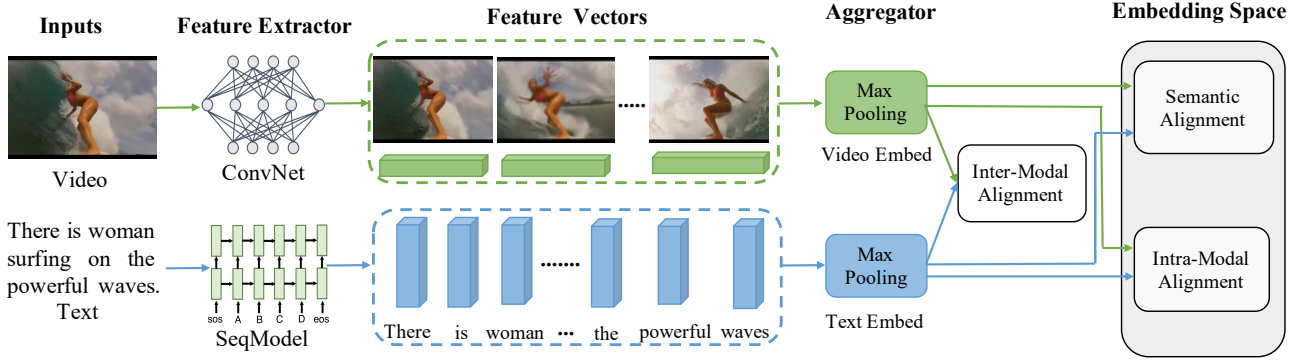 Inputs
Feature Extractor
Feature Vectors
Aggregator
Embedding Space
Video
ConvNet
Max
Pooling
Video Embed
Semantic
Alignment
Inter-Modal
Alignment
There is woman
surfing on the
powerful waves.
Text
sos A B C D eos
SeqModel
There is woman ... the powerful waves
Max
Pooling
Text Embed
Intra-Modal
Alignment